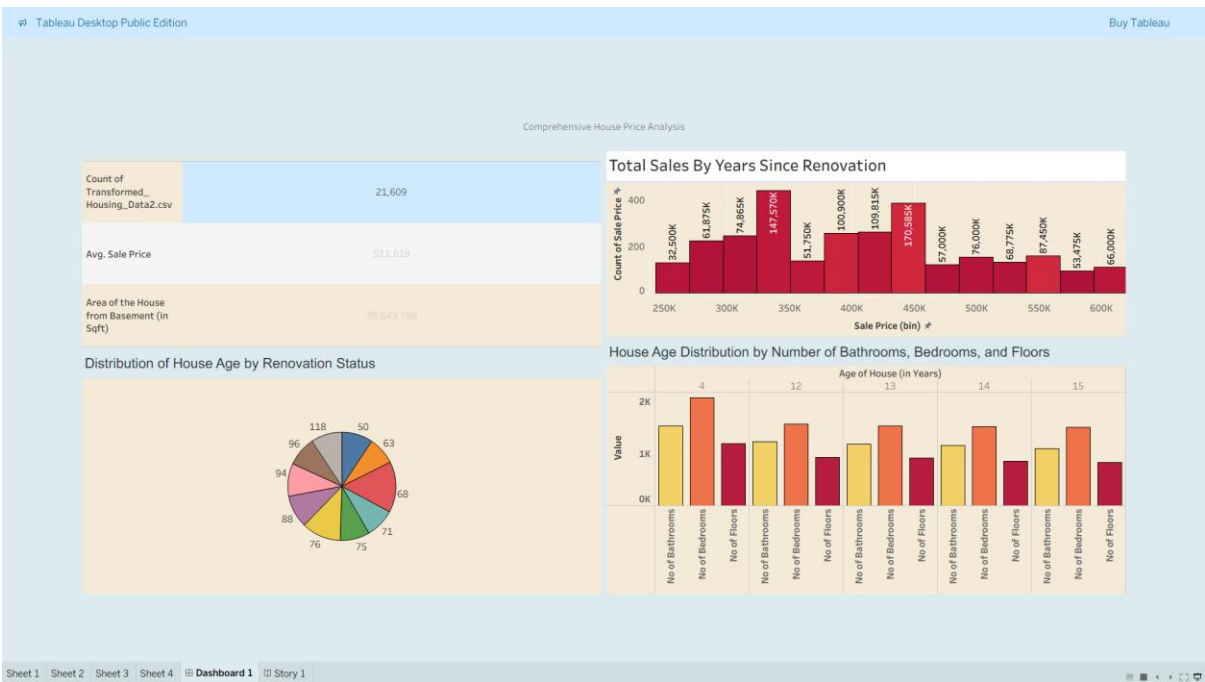 Tableau Desktop Public Edition
Buy Tableau
Comprehensive House Price Analysis
Count of
Transformed_
Housing_Data2.csv
21,609
Avg. Sale Price
511,619
Area of the House
from Basement (in
Sqft)
Total Sales By Years Since Renovation
Count of Sale Price
400
200
0
32,500K
61,875K
74,865K
147,570K
51,750K
100,900K
109,815K
170,585K
57,000K
76,000K
68,775K
87,450K
53,475K
66,000K
250K
300K
350K
400K
450K
500K
550K
600K
Sale Price (bin)
Distribution of House Age by Renovation Status
118
50
96
63
94
68
88
71
76
75
House Age Distribution by Number of Bathrooms, Bedrooms, and Floors
Age of House (in Years)
4
12
13
14
15
Value
2K
1K
0K
No of Bathrooms
No of Bedrooms
No of Floors
No of Bathrooms
No of Bedrooms
No of Floors
No of Bathrooms
No of Bedrooms
No of Floors
No of Bathrooms
No of Bedrooms
No of Floors
No of Bathrooms
No of Bedrooms
No of Floors
Sheet 1
Sheet 2
Sheet 3
Sheet 4
Dashboard 1
Story 1